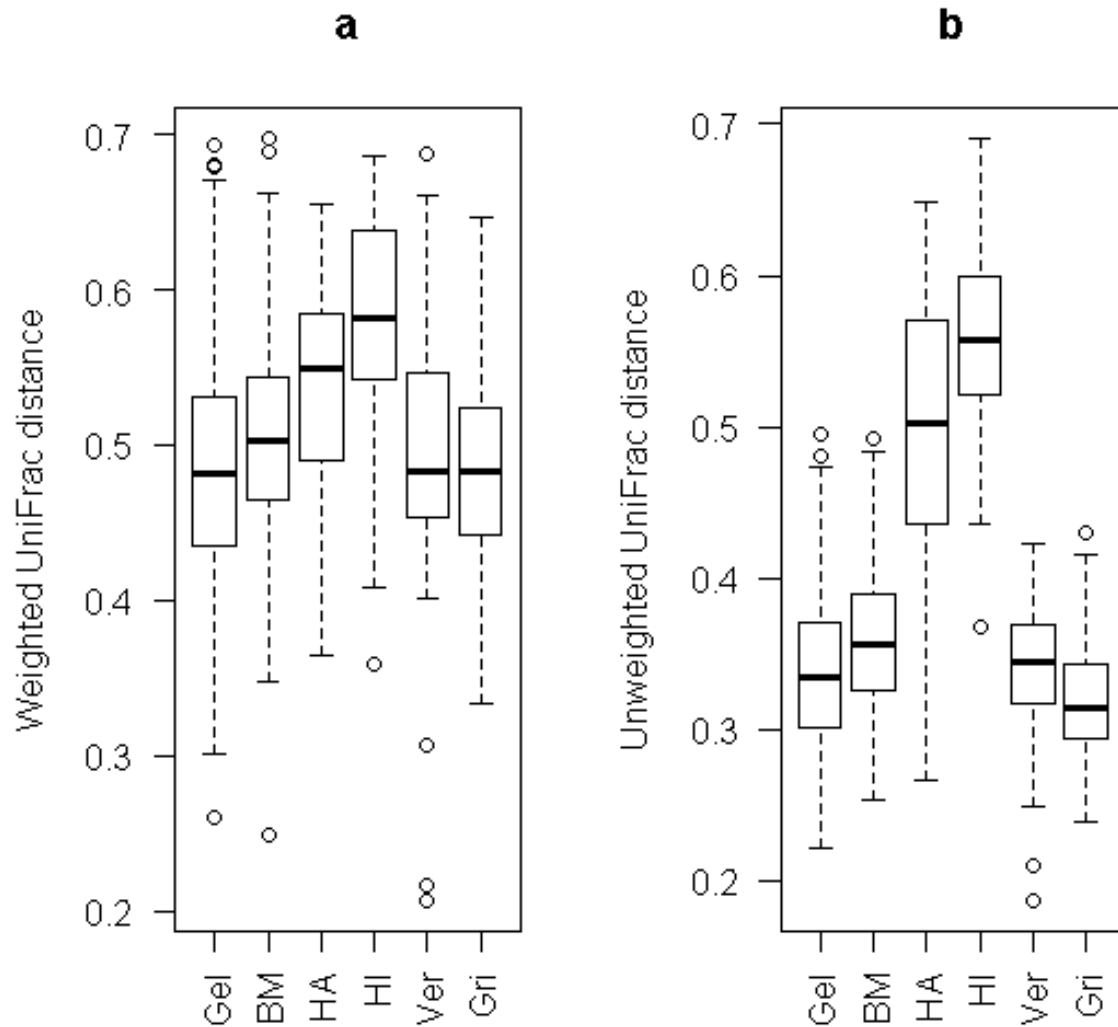 a
Weighted UniFrac distance
0.7
0.6
0.5
0.4
0.3
0.2
Gel
BM
HA
HI
Ver
Gri
b
Unweighted UniFrac distance
0.7
0.6
0.5
0.4
0.3
0.2
Gel
BM
HA
HI
Ver
Gri